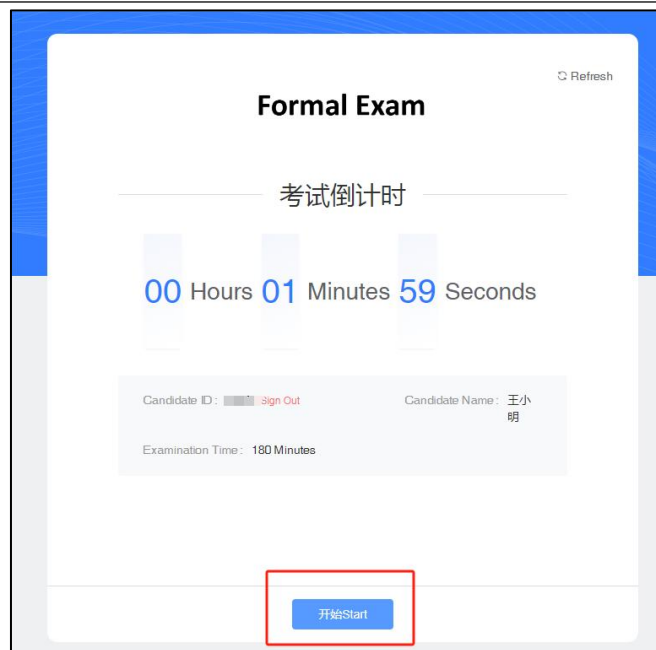 Refresh
Formal Exam
考试倒计时
00 Hours 01 Minutes 59 Seconds
Candidate ID : Sign Out Candidate Name : 王小
明
Examination Time : 180 Minutes
开始Start